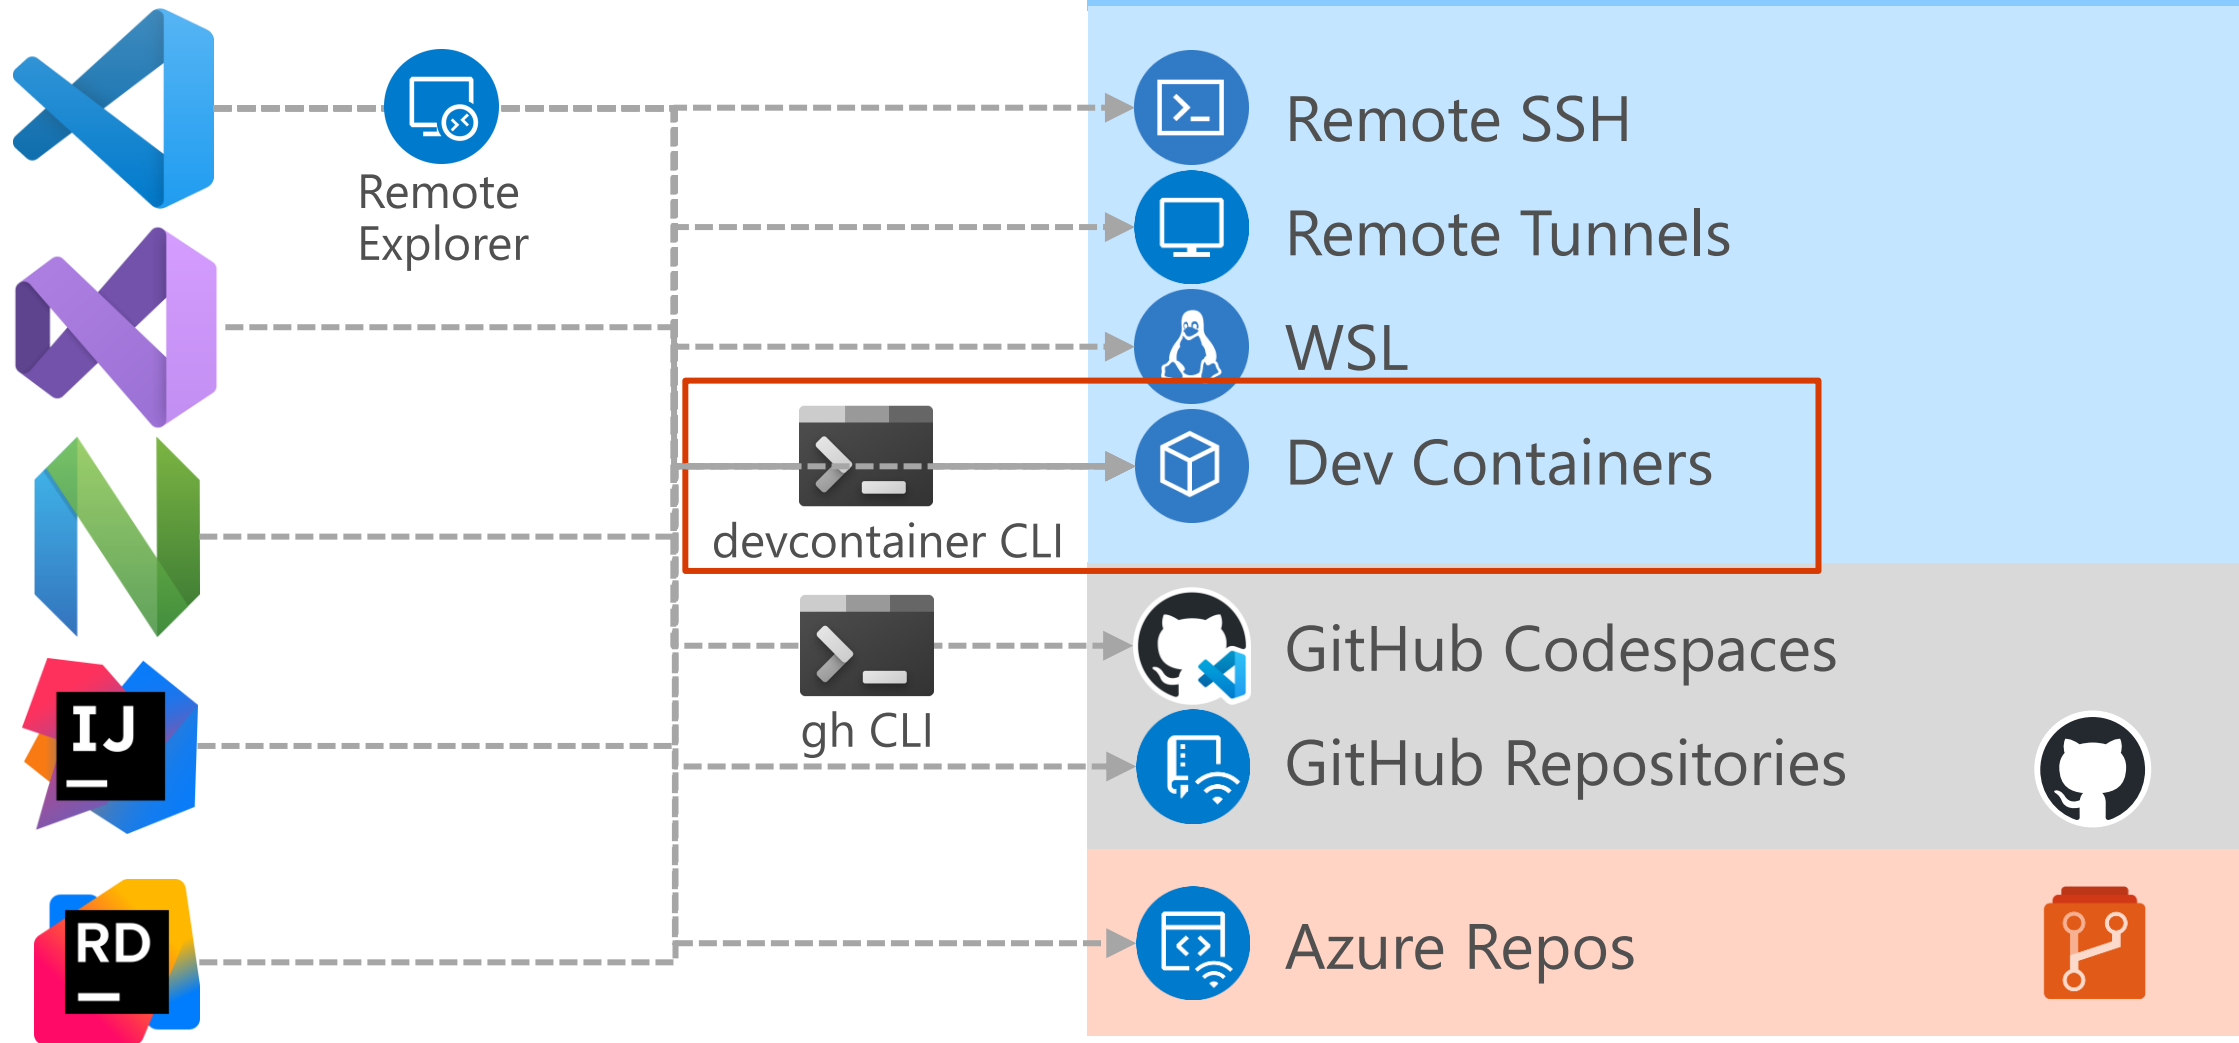 Remote
Explorer
Remote SSH
Remote Tunnels
WSL
Dev Containers
devcontainer CLI
GitHub Codespaces
gh CLI
GitHub Repositories
Azure Repos
IJ
RD